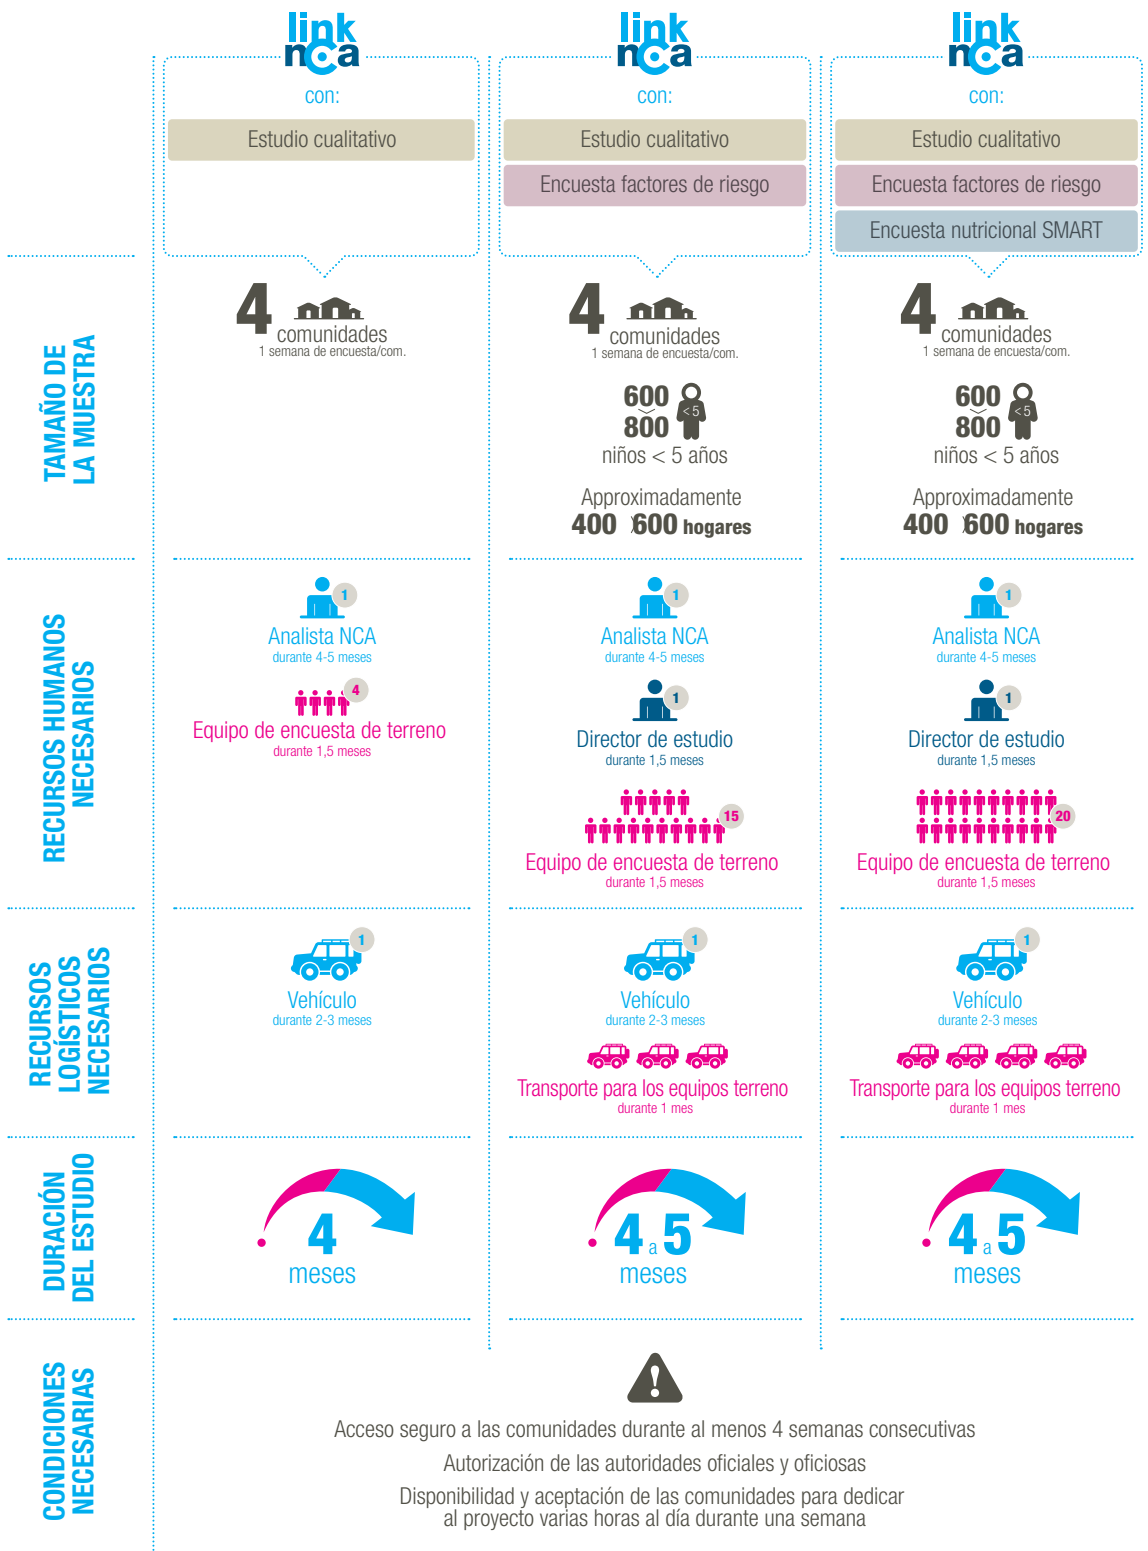 link
nca
con:
Estudio cualitativo
link
nca
con:
Estudio cualitativo
Encuesta factores de riesgo
link
nca
con:
Estudio cualitativo
Encuesta factores de riesgo
Encuesta nutricional SMART
TAMAÑO DE
LA MUESTRA
4
comunidades
1 semana de encuesta/com.
4
comunidades
1 semana de encuesta/com.
600
800
<5
niños < 5 años
Approximadamente
400 600 hogares
4
comunidades
1 semana de encuesta/com.
600
800
<5
niños < 5 años
Approximadamente
400 600 hogares
RECURSOS HUMANOS
NECESARIOS
1
Analista NCA
durante 4-5 meses
4
Equipo de encuesta de terreno
durante 1,5 meses
1
Analista NCA
durante 4-5 meses
1
Director de estudio
durante 1,5 meses
15
Equipo de encuesta de terreno
durante 1,5 meses
1
Analista NCA
durante 4-5 meses
1
Director de estudio
durante 1,5 meses
20
Equipo de encuesta de terreno
durante 1,5 meses
RECURSOS
LOGÍSTICOS
NECESARIOS
1
Vehículo
durante 2-3 meses
1
Vehículo
durante 2-3 meses
Transporte para los equipos terreno
durante 1 mes
1
Vehículo
durante 2-3 meses
Transporte para los equipos terreno
durante 1 mes
DURACIÓN
DEL ESTUDIO
4
meses
4 a 5
meses
4 a 5
meses
CONDICIONES
NECESARIAS
Acceso seguro a las comunidades durante al menos 4 semanas consecutivas
Autorización de las autoridades oficiales y oficiosas
Disponibilidad y aceptación de las comunidades para dedicar
al proyecto varias horas al día durante una semana